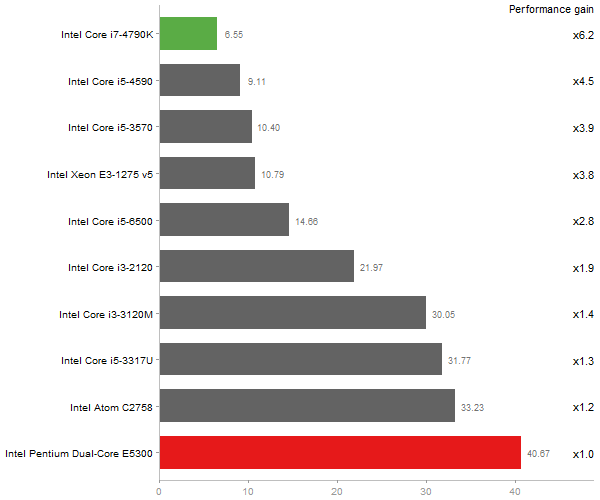 Performance gain
Intel Core i7-4790K 6.55 x6.2
Intel Core i5-4590 9.11 x4.5
Intel Core i5-3570 10.40 x3.9
Intel Xeon E3-1275 v5 10.79 x3.8
Intel Core i5-6500 14.66 x2.8
Intel Core i3-2120 21.97 x1.9
Intel Core i3-3120M 30.05 x1.4
Intel Core i5-3317U 31.77 x1.3
Intel Atom C2758 33.23 x1.2
Intel Pentium Dual-Core E5300 40.67 x1.0
0 10 20 30 40